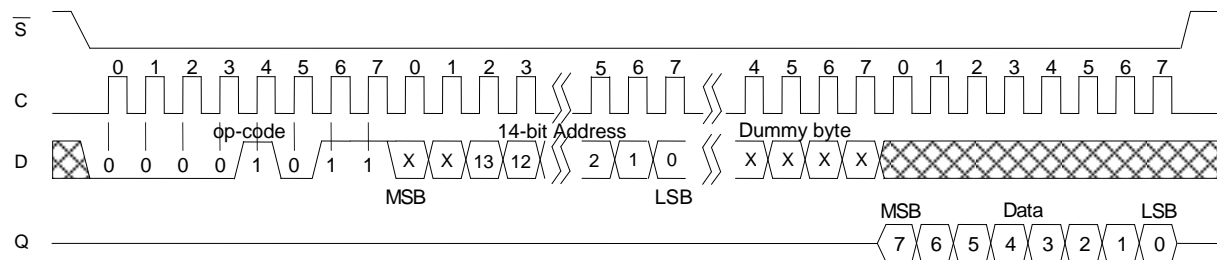 S
0 1 2 3 4 5 6 7 0 1 2 3 5 6 7 4 5 6 7 0 1 2 3 4 5 6 7
C
op-code 14-bit Address Dummy byte
D 0 0 0 0 1 0 1 1 X X 13 12 2 1 0 X X X X
MSB LSB
MSB Data LSB
Q 7 6 5 4 3 2 1 0